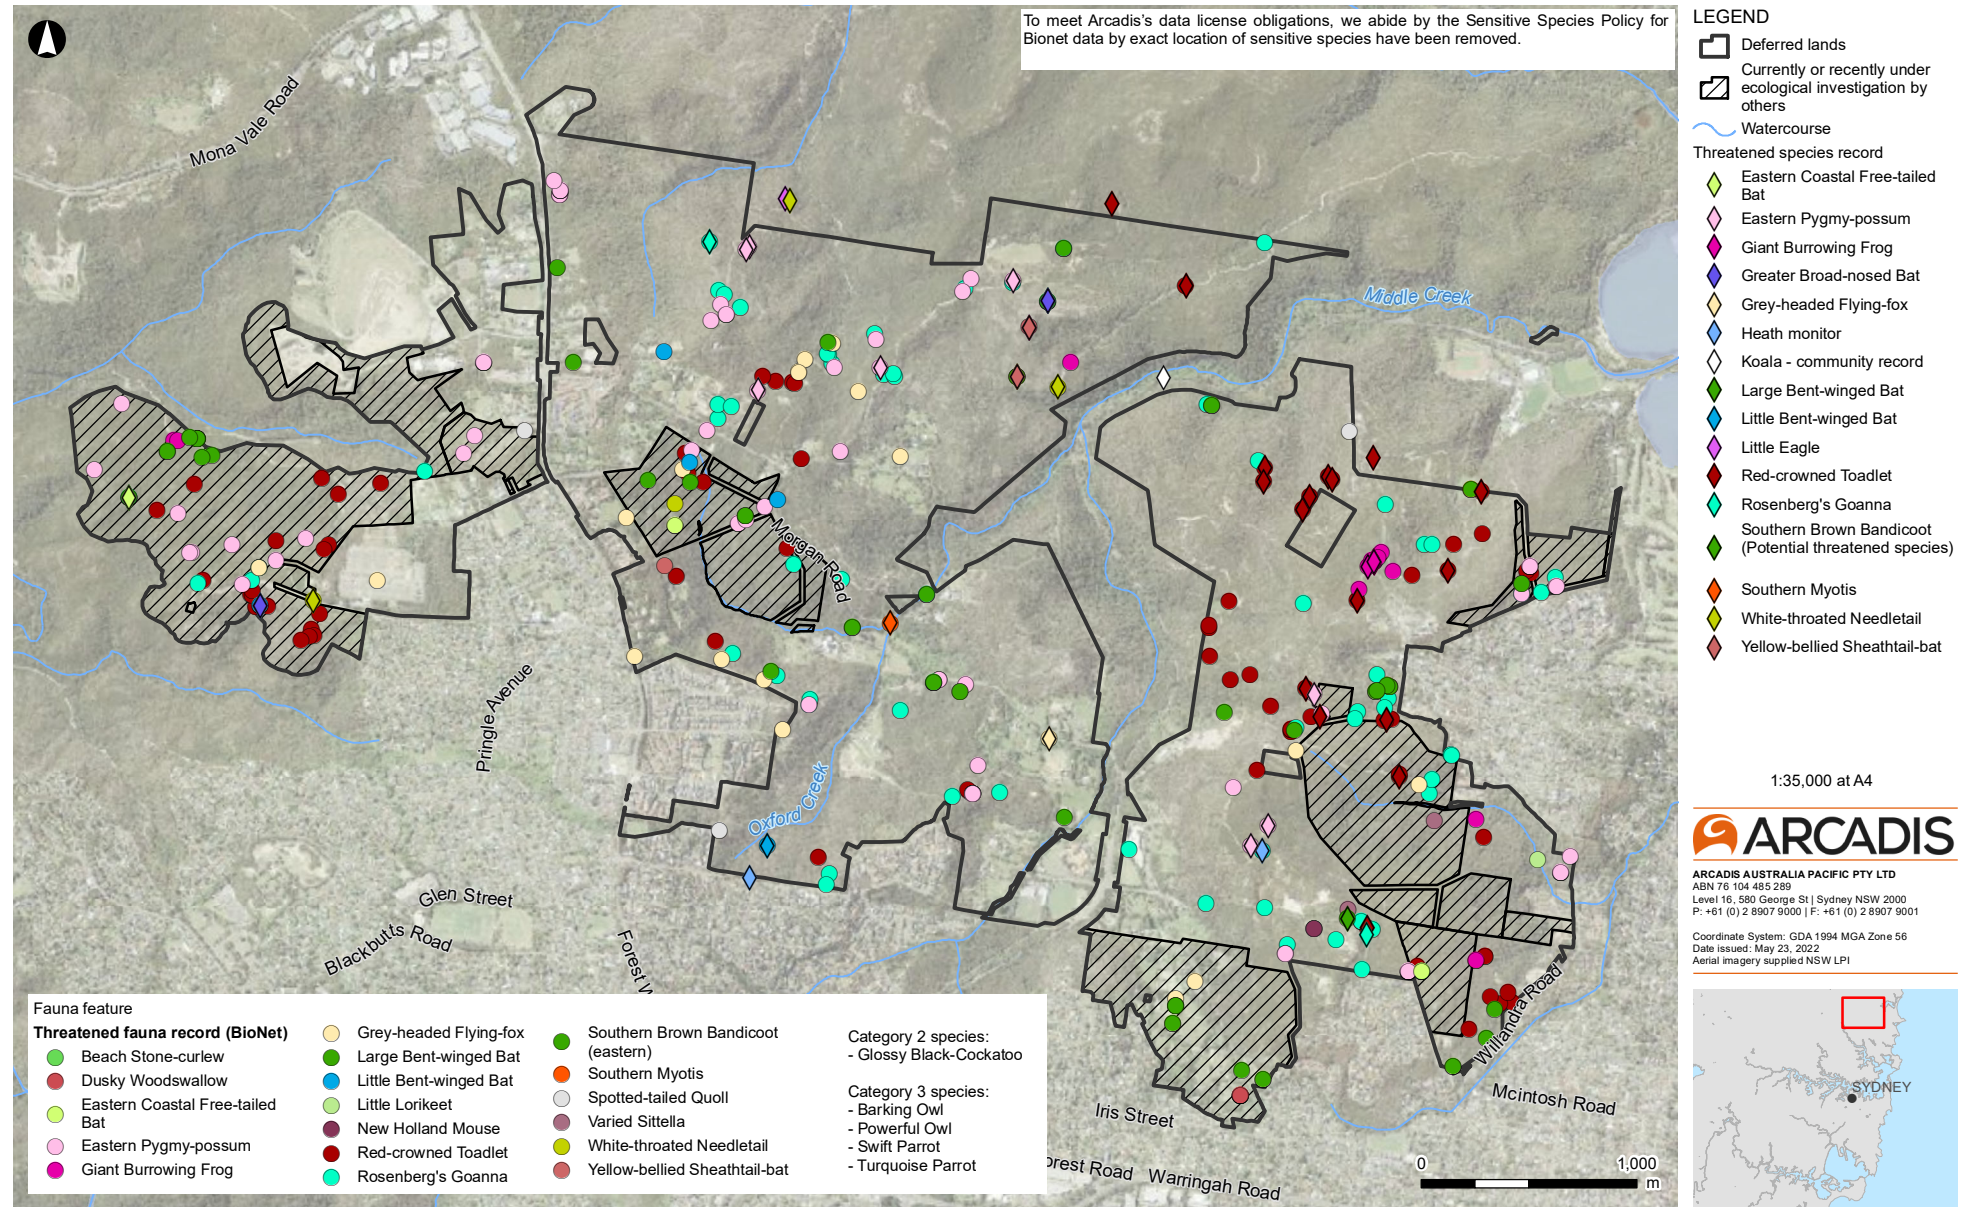 To meet Arcadis's data license obligations, we abide by the Sensitive Species Policy for
Bionet data by exact location of sensitive species have been removed.
Mona Vale Road
Middle Creek
Morgan Road
Pringle Avenue
Oxford Creek
Glen Street
Blackbutts Road
Forest W
Willandra Road
Mcintosh Road
Iris Street
orest Road
Warringah Road
0 1,000
m
LEGEND
Deferred lands
Currently or recently under
ecological investigation by
others
Watercourse
Threatened species record
Eastern Coastal Free-tailed
Bat
Eastern Pygmy-possum
Giant Burrowing Frog
Greater Broad-nosed Bat
Grey-headed Flying-fox
Heath monitor
Koala - community record
Large Bent-winged Bat
Little Bent-winged Bat
Little Eagle
Red-crowned Toadlet
Rosenberg's Goanna
Southern Brown Bandicoot
(Potential threatened species)
Southern Myotis
White-throated Needletail
Yellow-bellied Sheathtail-bat
1:35,000 at A4
ARCADIS
ARCADIS AUSTRALIA PACIFIC PTY LTD
ABN 76 104 485 289
Level 16, 580 George St | Sydney NSW 2000
P: +61 (0) 2 8907 9000 | F: +61 (0) 2 8907 9001
Coordinate System: GDA 1994 MGA Zone 56
Date issued: May 23, 2022
Aerial imagery supplied NSW LPI
SYDNEY
Fauna feature
Threatened fauna record (BioNet)
Beach Stone-curlew
Dusky Woodswallow
Eastern Coastal Free-tailed
Bat
Eastern Pygmy-possum
Giant Burrowing Frog
Grey-headed Flying-fox
Large Bent-winged Bat
Little Bent-winged Bat
Little Lorikeet
New Holland Mouse
Red-crowned Toadlet
Rosenberg's Goanna
Southern Brown Bandicoot
(eastern)
Southern Myotis
Spotted-tailed Quoll
Varied Sittella
White-throated Needletail
Yellow-bellied Sheathtail-bat
Category 2 species:
- Glossy Black-Cockatoo
Category 3 species:
- Barking Owl
- Powerful Owl
- Swift Parrot
- Turquoise Parrot